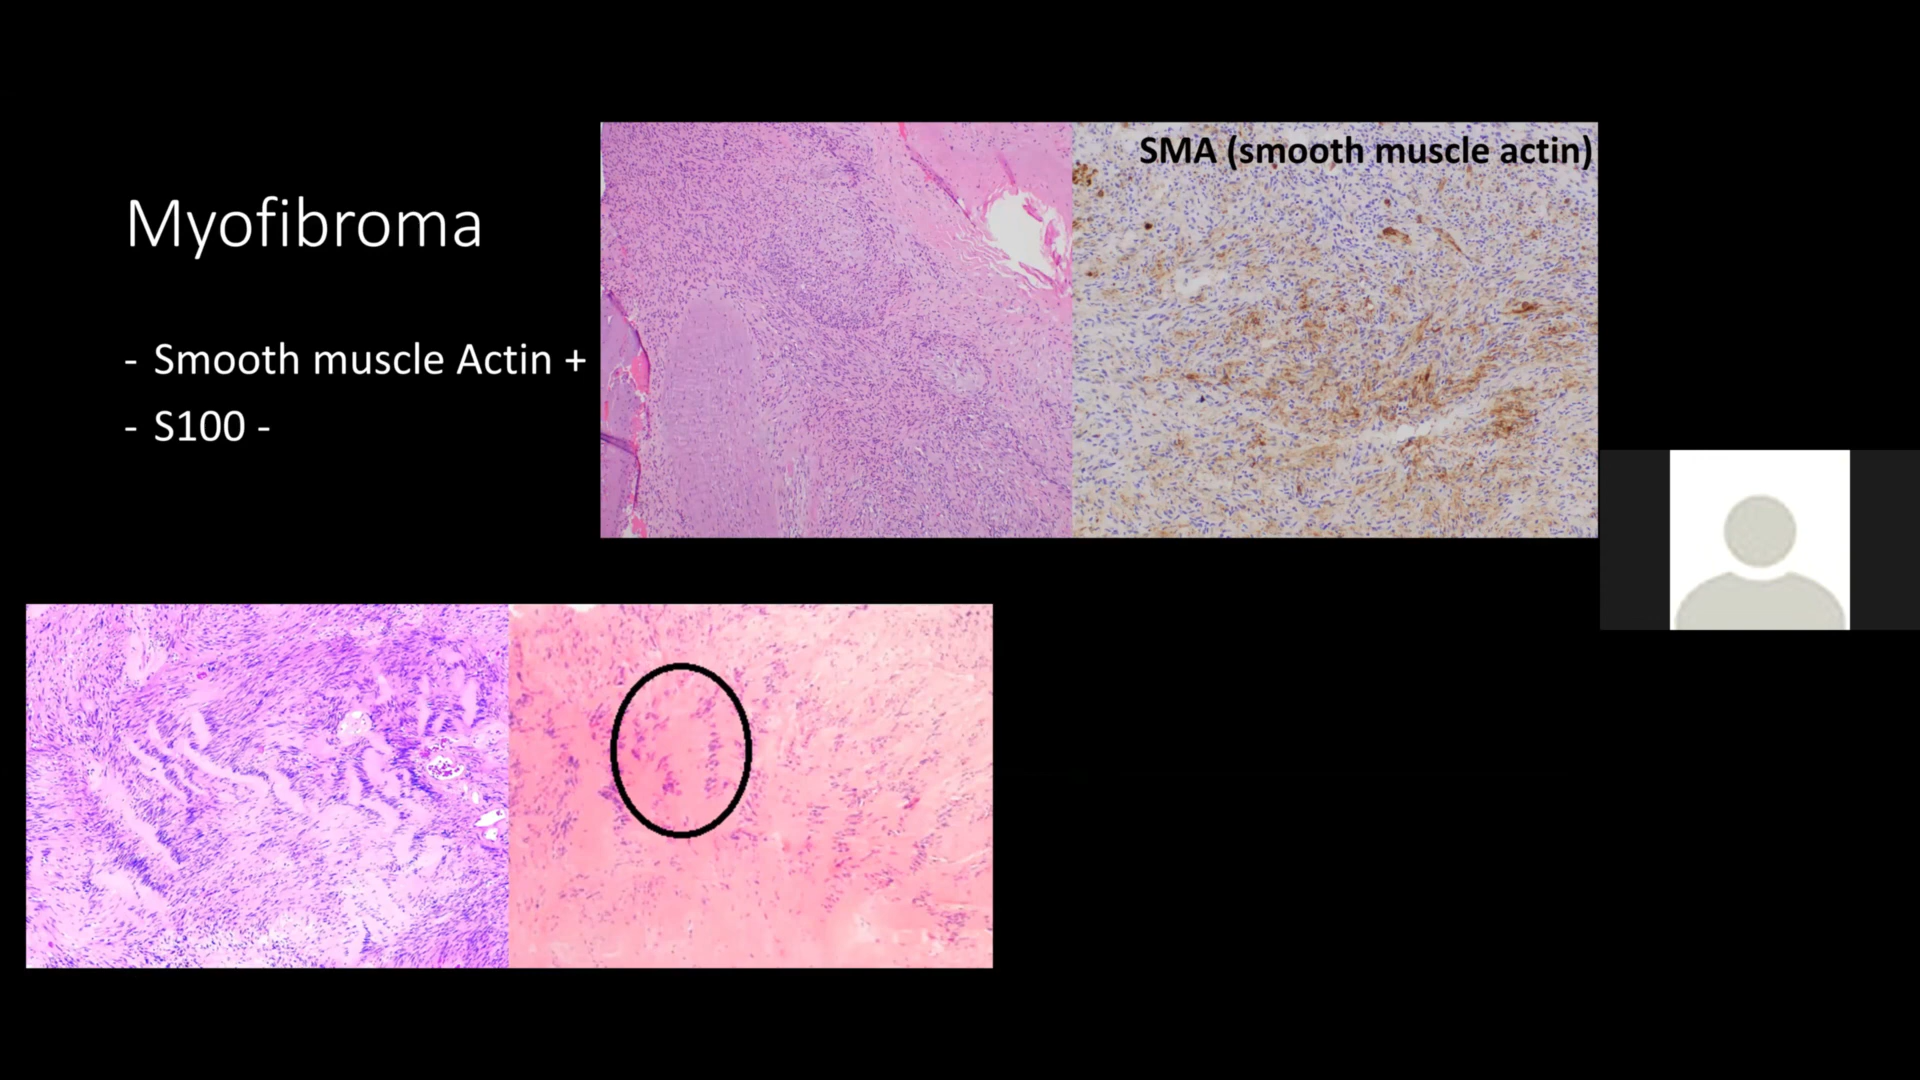 Myofibroma
- Smooth muscle Actin +
- S100 -
SMA (smooth muscle actin)